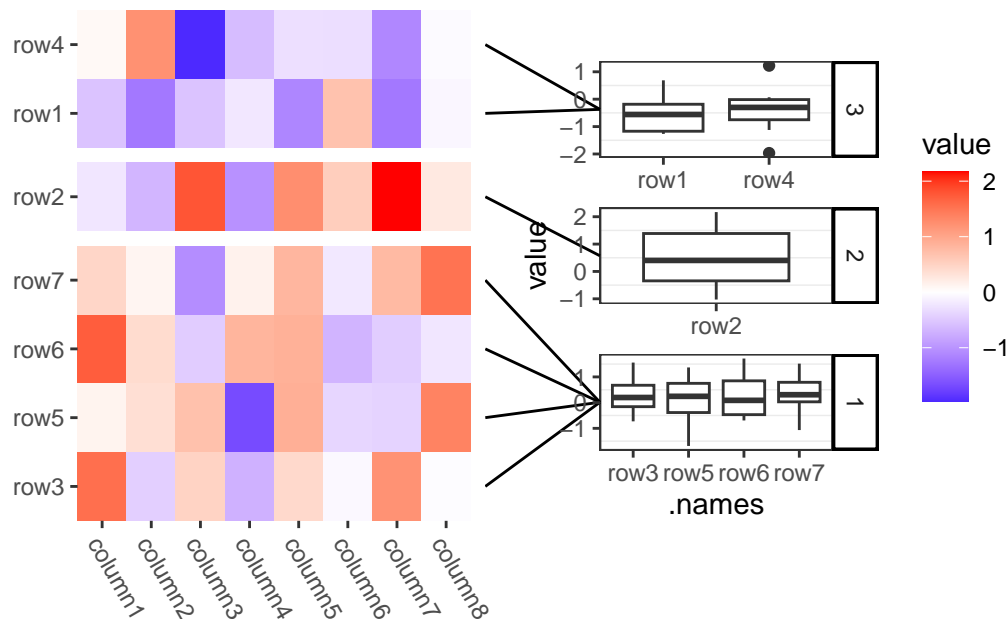 row4
row1
row2
row7
row6
row5
row3
column1
column2
column3
column4
column5
column6
column7
column8
value
1
0
−1
−2
row1
row4
3
2
1
0
−1
row2
2
1
0
−1
row3
row5
row6
row7
1
.names
value
2
1
0
−1